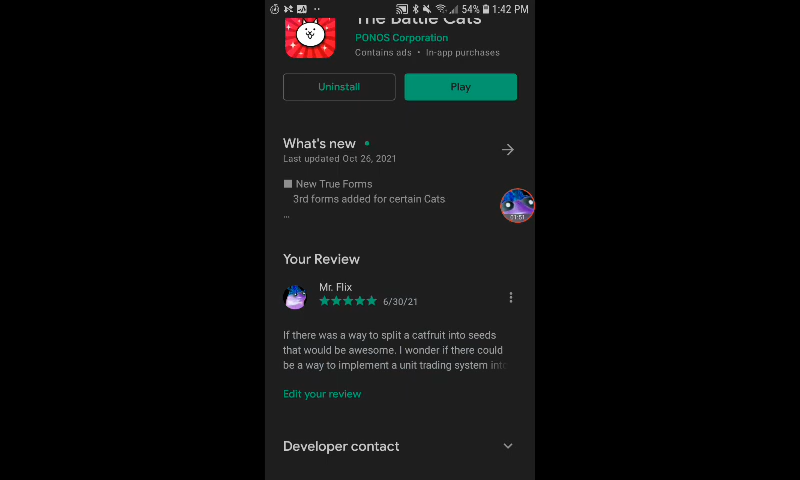 54% 1:42 PM
The Battle Cats
PONOS Corporation
Contains ads • In-app purchases
Uninstall
Play
What's new
Last updated Oct 26, 2021
■ New True Forms
3rd forms added for certain Cats
...
01:51
Your Review
Mr. Flix
6/30/21
If there was a way to split a catfruit into seeds
that would be awesome. I wonder if there could
be a way to implement a unit trading system into
Edit your review
Developer contact